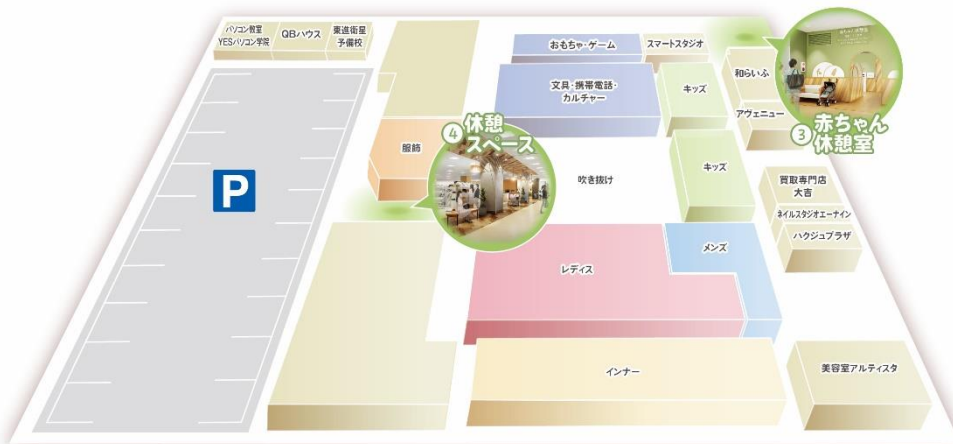 パソコン教室
YESパソコン学院
QBハウス
東進衛星
予備校
おもちゃ・ゲーム
スマートスタジオ
文具・携帯電話・
カルチャー
キッズ
和らいふ
アヴェニュー
③ 赤ちゃん
休憩室
服飾
④ 休憩
スペース
P
吹き抜け
キッズ
買取専門店
大吉
ネイルスタジオエーナイン
ハクジュプラザ
レディス
メンズ
インナー
美容室アルティスタ